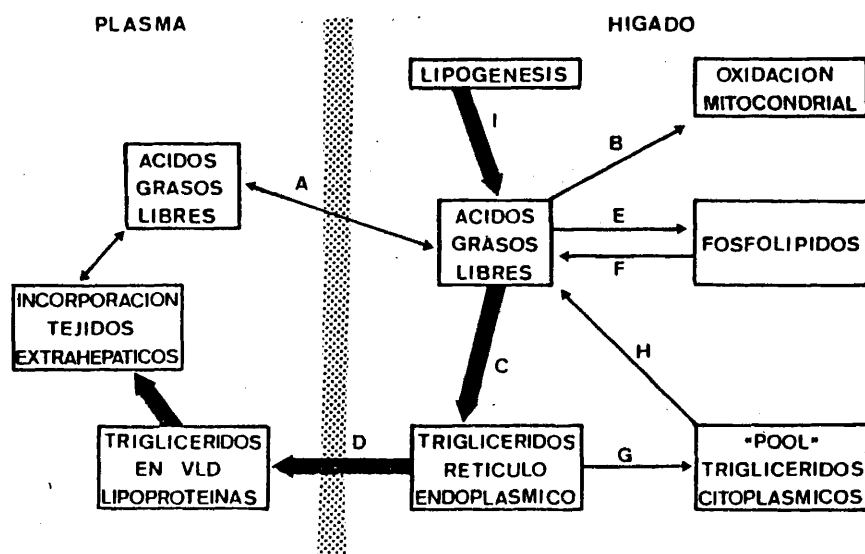 PLASMA
HIGADO
LIPOGENESIS
OXIDACION
MITOCONDRIAL
I
B
ACIDOS
GRASOS
LIBRES
A
ACIDOS
GRASOS
LIBRES
E
F
FOSFOLIPIDOS
INCORPORACION
TEJIDOS
EXTRAHEPATICOS
C
H
TRIGLICERIDOS
EN VLD
LIPOPROTEINAS
D
TRIGLICERIDOS
RETICULO
ENDOPLASMICO
G
"POOL"
TRIGLICERIDOS
CITOPLASMICOS